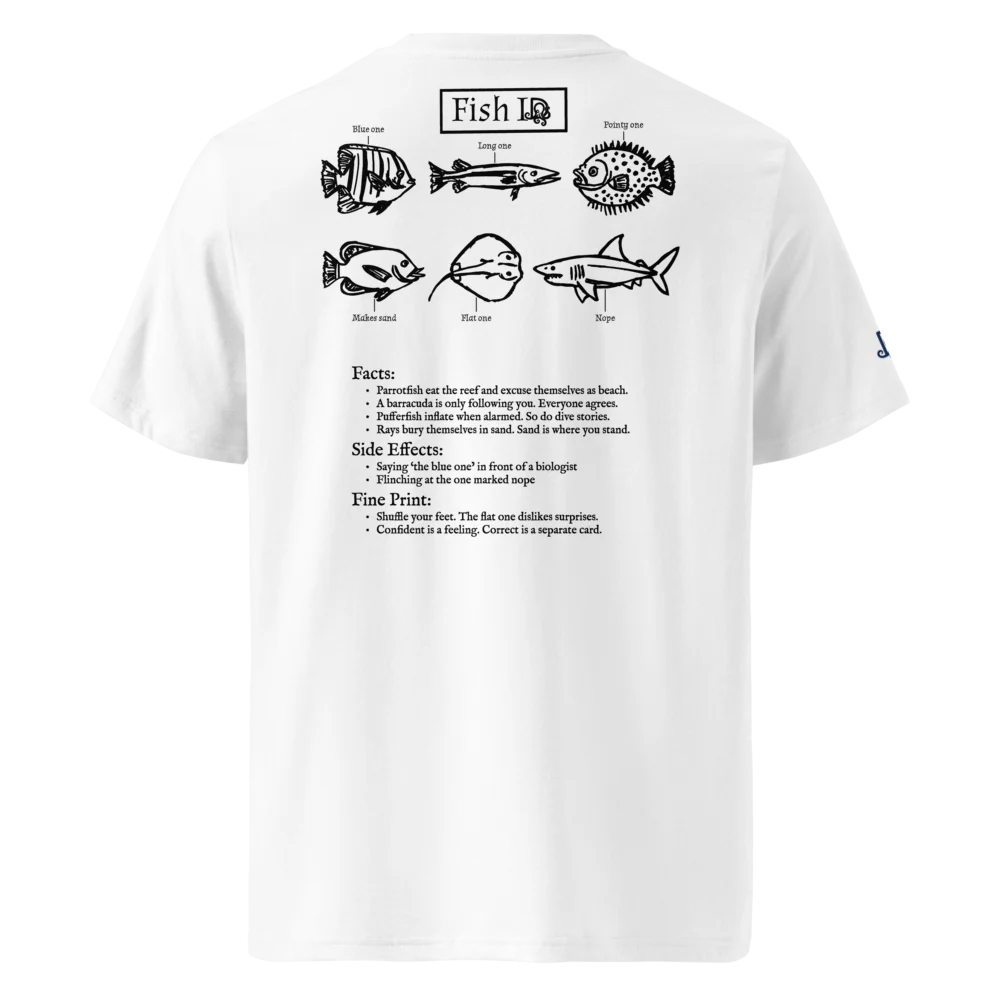 Fish ID
Blue one
Long one
Pointy one
Makes sand
Flat one
Nope
Facts:
• Parrotfish eat the reef and excuse themselves as beach.
• A barracuda is only following you. Everyone agrees.
• Pufferfish inflate when alarmed. So do dive stories.
• Rays bury themselves in sand. Sand is where you stand.
Side Effects:
• Saying ‘the blue one’ in front of a biologist
• Flinching at the one marked nope
Fine Print:
• Shuffle your feet. The flat one dislikes surprises.
• Confident is a feeling. Correct is a separate card.